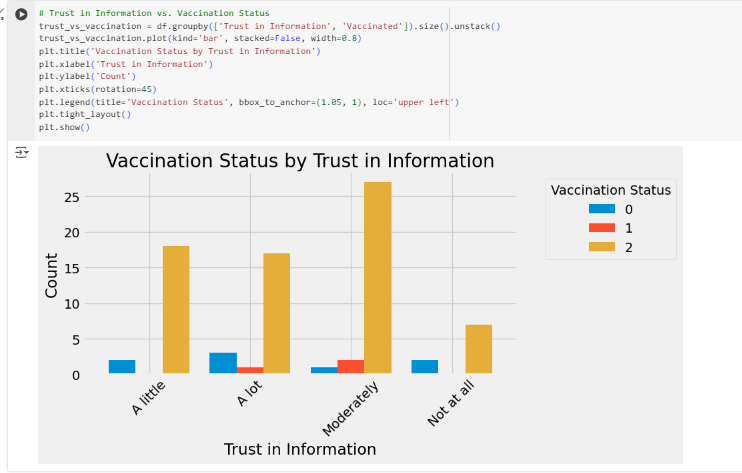 # Trust in Information vs. Vaccination Status
trust_vs_vaccination = df.groupby(['Trust in Information', 'Vaccinated']).size().unstack()
trust_vs_vaccination.plot(kind='bar', stacked=False, width=0.8)
plt.title('Vaccination Status by Trust in Information')
plt.xlabel('Trust in Information')
plt.ylabel('Count')
plt.xticks(rotation=45)
plt.legend(title='Vaccination Status', bbox_to_anchor=(1.05, 1), loc='upper left')
plt.tight_layout()
plt.show()
Vaccination Status by Trust in Information
Vaccination Status
0
1
2
Count
25
20
15
10
5
0
A little
A lot
Moderately
Not at all
Trust in Information